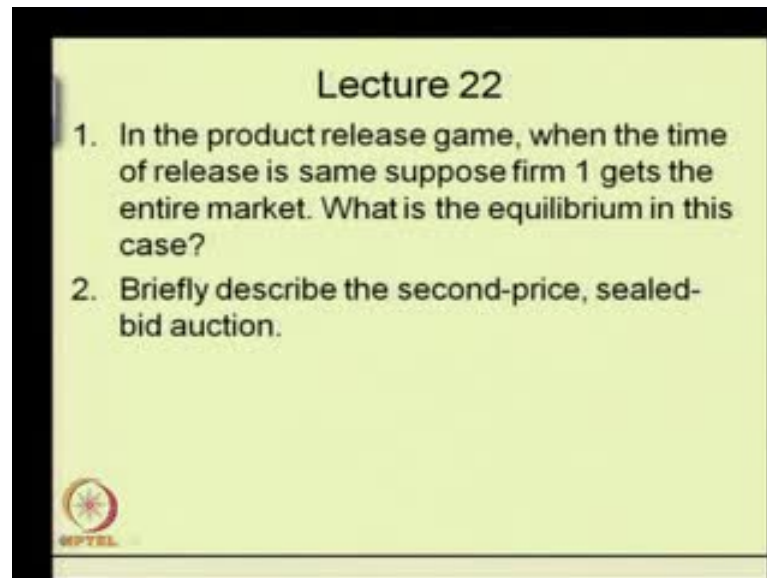 Lecture 22
1. In the product release game, when the time
of release is same suppose firm 1 gets the
entire market. What is the equilibrium in this
case?
2. Briefly describe the second-price, sealed-
bid auction.
NPTEL